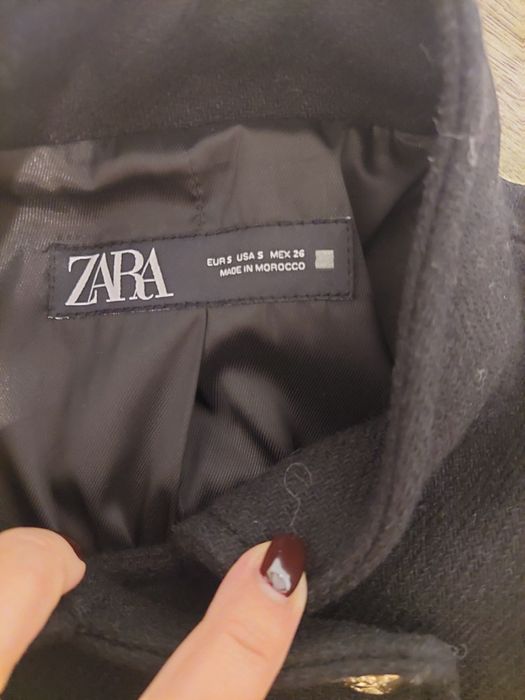 ZARA
EUR S USA S MEX 26
MADE IN MOROCCO